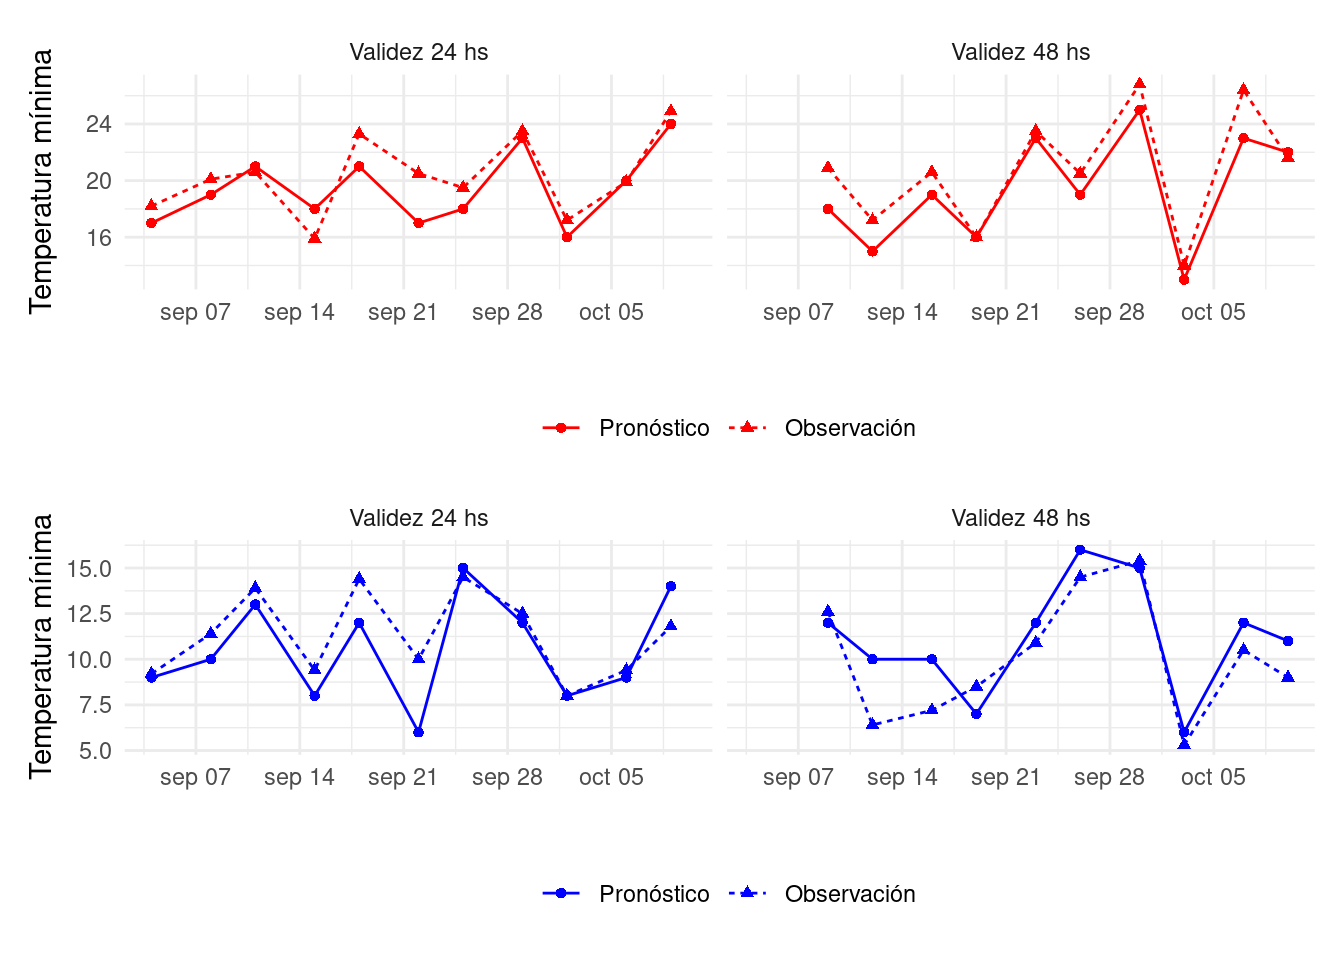 Validez 24 hs Validez 48 hs
Temperatura mínima
24
20
16
sep 07 sep 14 sep 21 sep 28 oct 05 sep 07 sep 14 sep 21 sep 28 oct 05
Pronóstico Observación
Validez 24 hs Validez 48 hs
Temperatura mínima
15.0
12.5
10.0
7.5
5.0
sep 07 sep 14 sep 21 sep 28 oct 05 sep 07 sep 14 sep 21 sep 28 oct 05
Pronóstico Observación